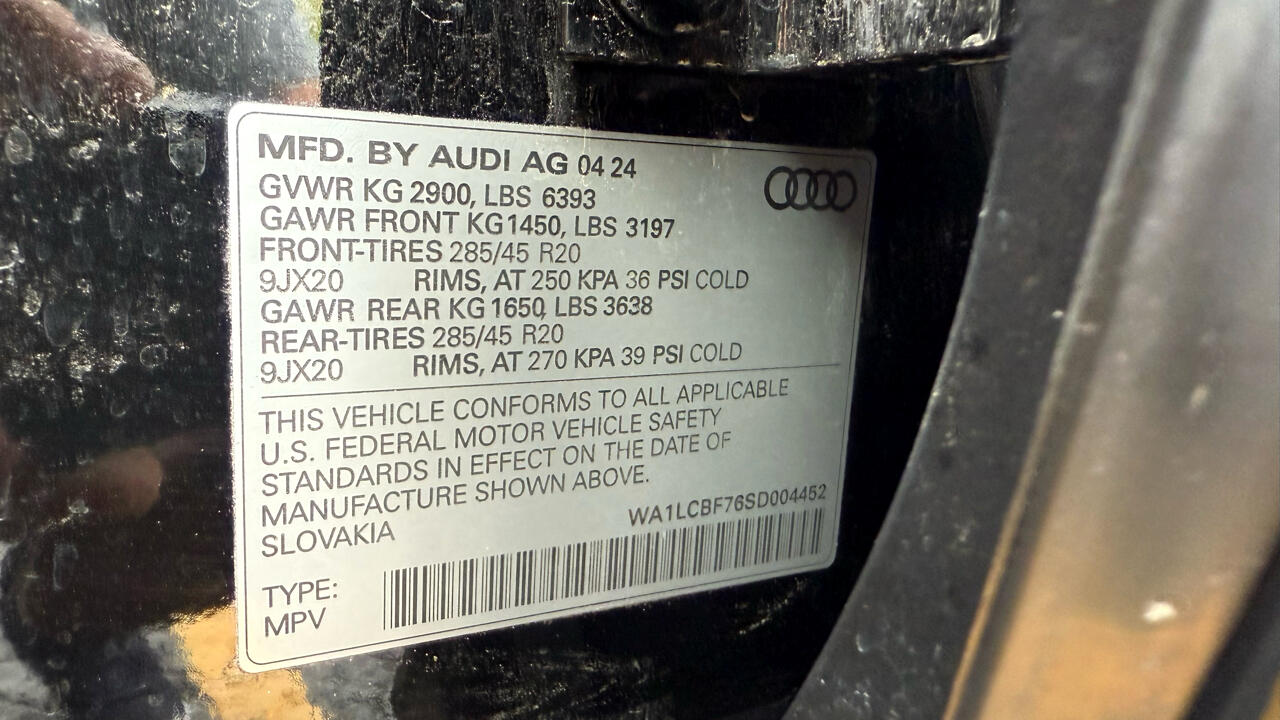 MFD. BY AUDI AG 04 24
GVWR KG 2900, LBS 6393
GAWR FRONT KG1450, LBS 3197
FRONT-TIRES 285/45 R20
9JX20 RIMS, AT 250 KPA 36 PSI COLD
GAWR REAR KG 1650, LBS 3638
REAR-TIRES 285/45 R20
9JX20 RIMS, AT 270 KPA 39 PSI COLD
THIS VEHICLE CONFORMS TO ALL APPLICABLE
U.S. FEDERAL MOTOR VEHICLE SAFETY
STANDARDS IN EFFECT ON THE DATE OF
MANUFACTURE SHOWN ABOVE.
SLOVAKIA
WA1LCBF76SD004452
TYPE:
MPV